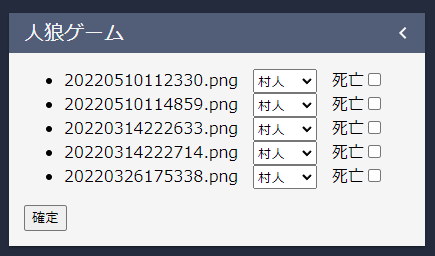 人狼ゲーム
20220510112330.png 村人 死亡
20220510114859.png 村人 死亡
20220314222633.png 村人 死亡
20220314222714.png 村人 死亡
20220326175338.png 村人 死亡
確定